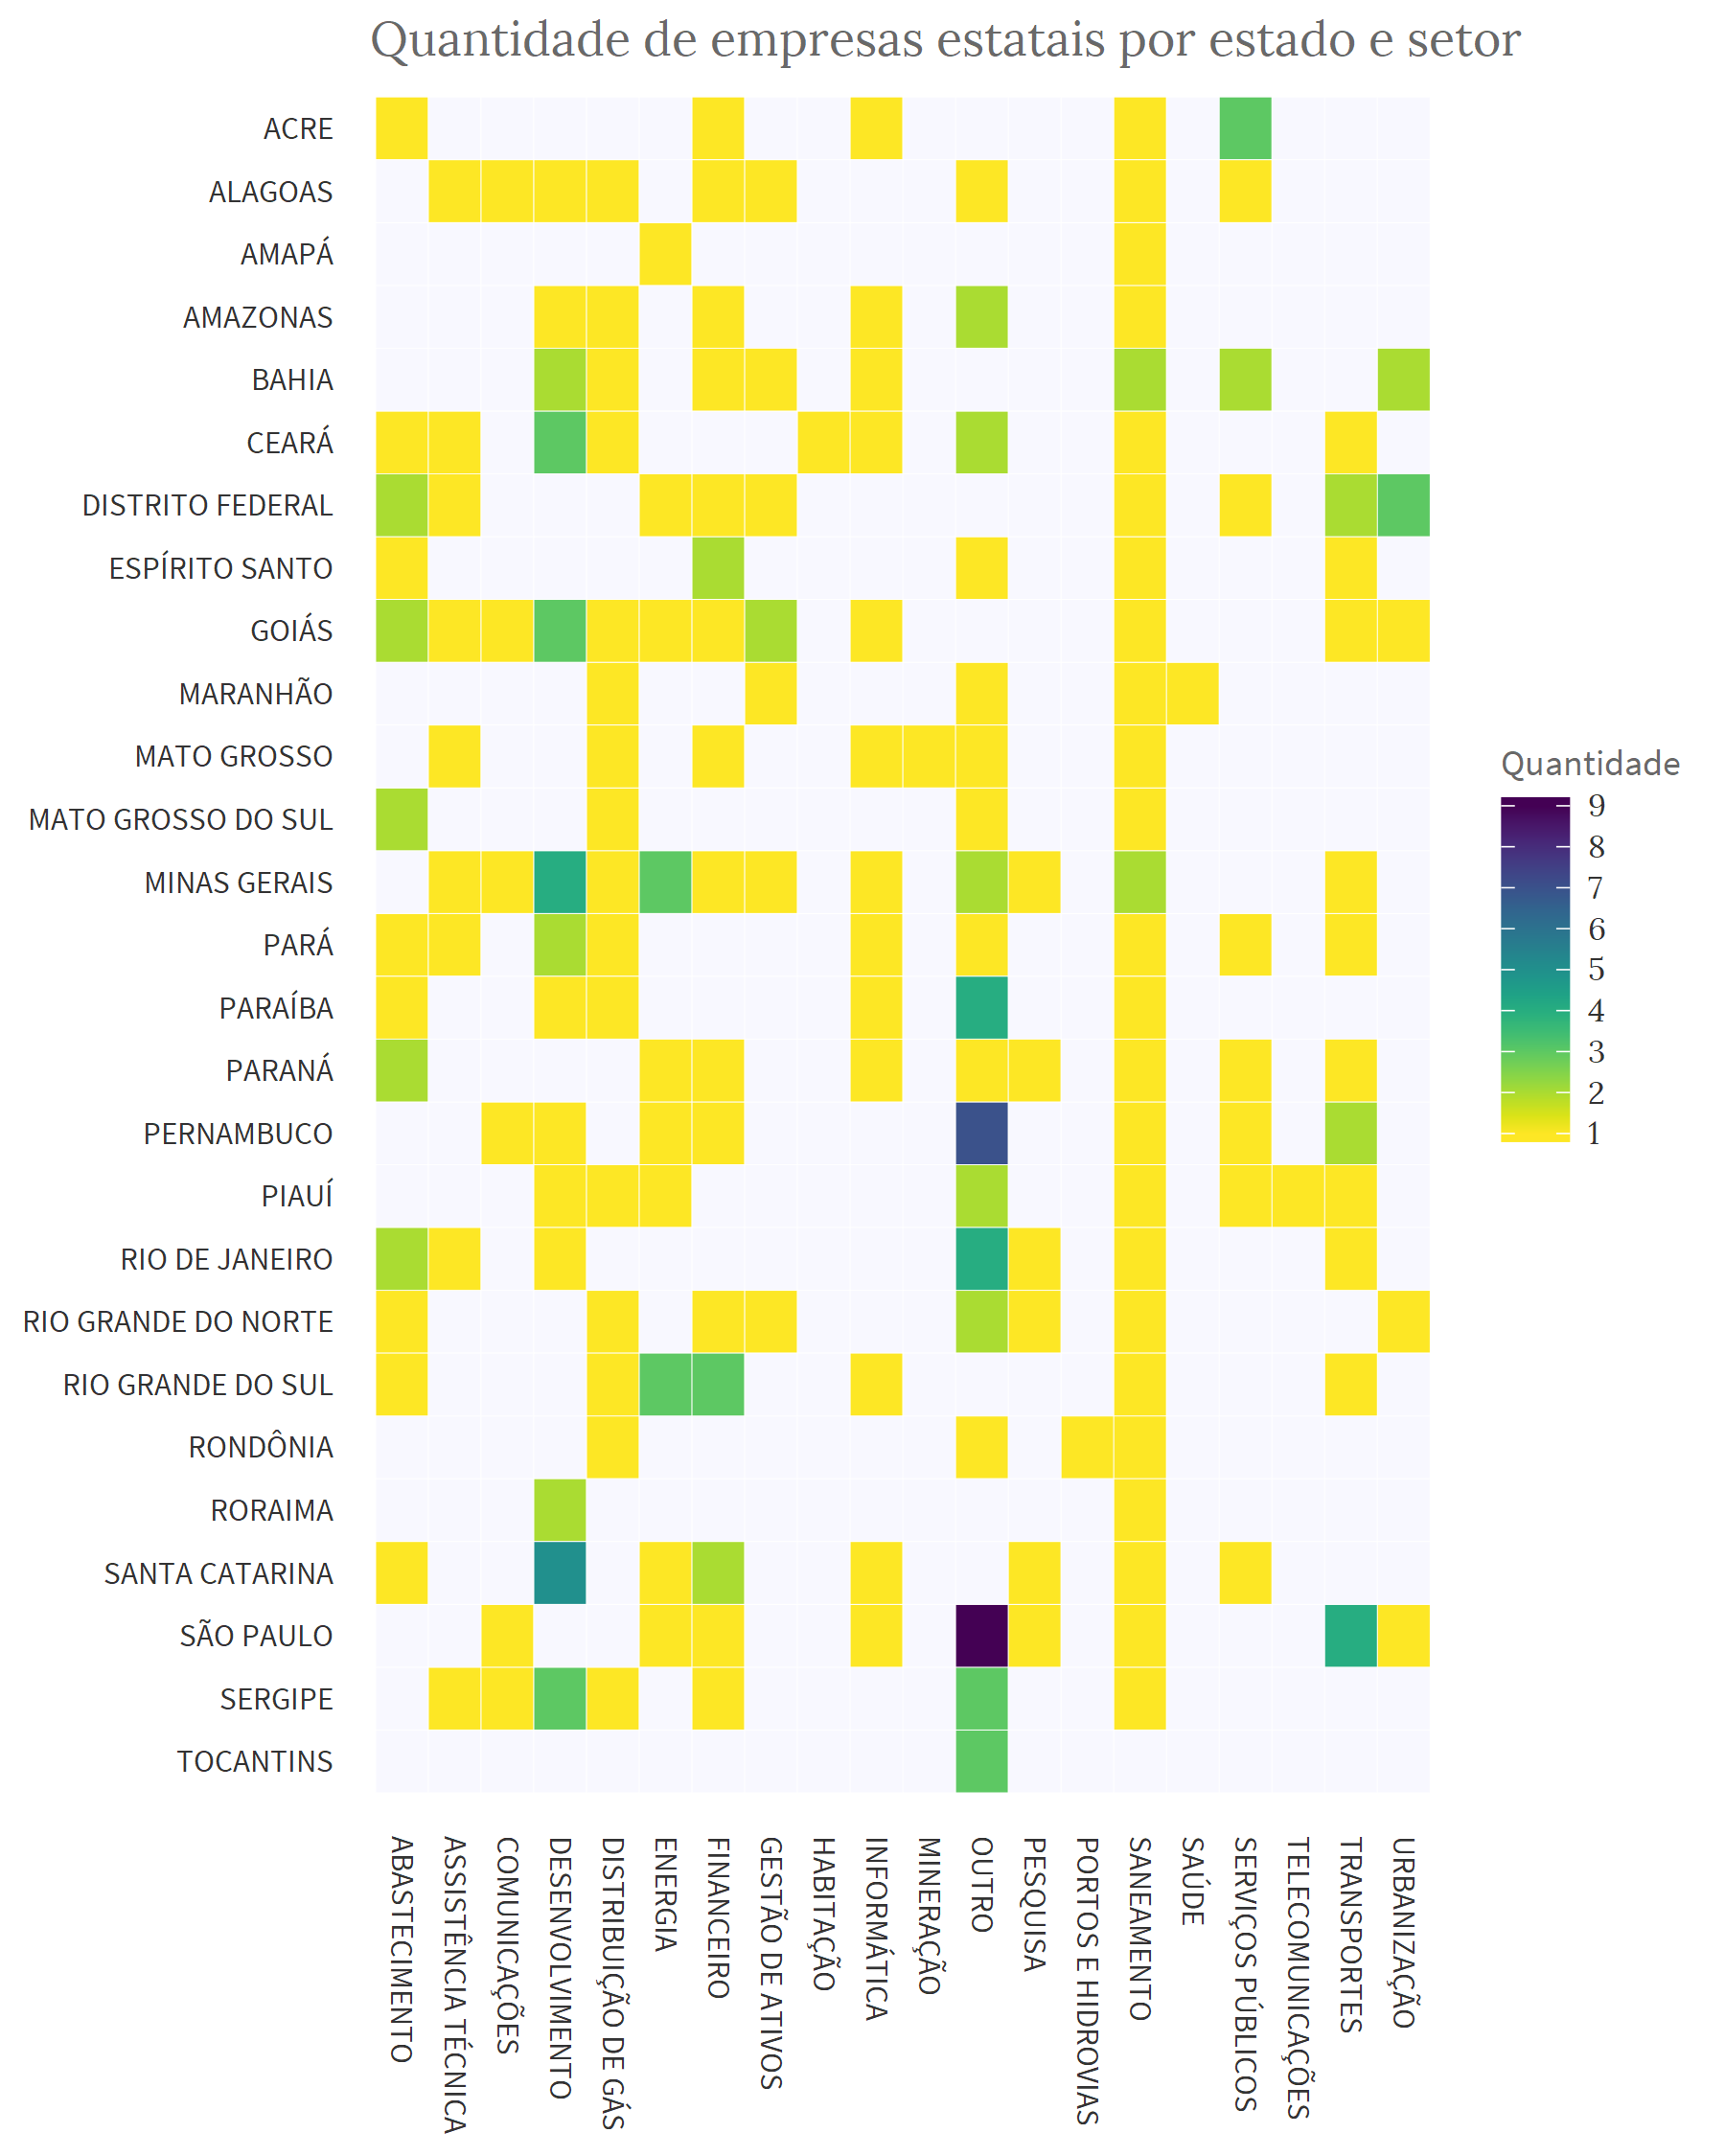 Quantidade de empresas estatais por estado e setor
ACRE
ALAGOAS
AMAPÁ
AMAZONAS
BAHIA
CEARÁ
DISTRITO FEDERAL
ESPÍRITO SANTO
GOIÁS
MARANHÃO
MATO GROSSO
MATO GROSSO DO SUL
MINAS GERAIS
PARÁ
PARAÍBA
PARANÁ
PERNAMBUCO
PIAUÍ
RIO DE JANEIRO
RIO GRANDE DO NORTE
RIO GRANDE DO SUL
RONDÔNIA
RORAIMA
SANTA CATARINA
SÃO PAULO
SERGIPE
TOCANTINS
ABASTECIMENTO
ASSISTÊNCIA TÉCNICA
COMUNICAÇÕES
DESENVOLVIMENTO
DISTRIBUIÇÃO DE GÁS
ENERGIA
FINANCEIRO
GESTÃO DE ATIVOS
HABITAÇÃO
INFORMÁTICA
MINERAÇÃO
OUTRO
PESQUISA
PORTOS E HIDROVIAS
SANEAMENTO
SAÚDE
SERVIÇOS PÚBLICOS
TELECOMUNICAÇÕES
TRANSPORTES
URBANIZAÇÃO
Quantidade
9
8
7
6
5
4
3
2
1